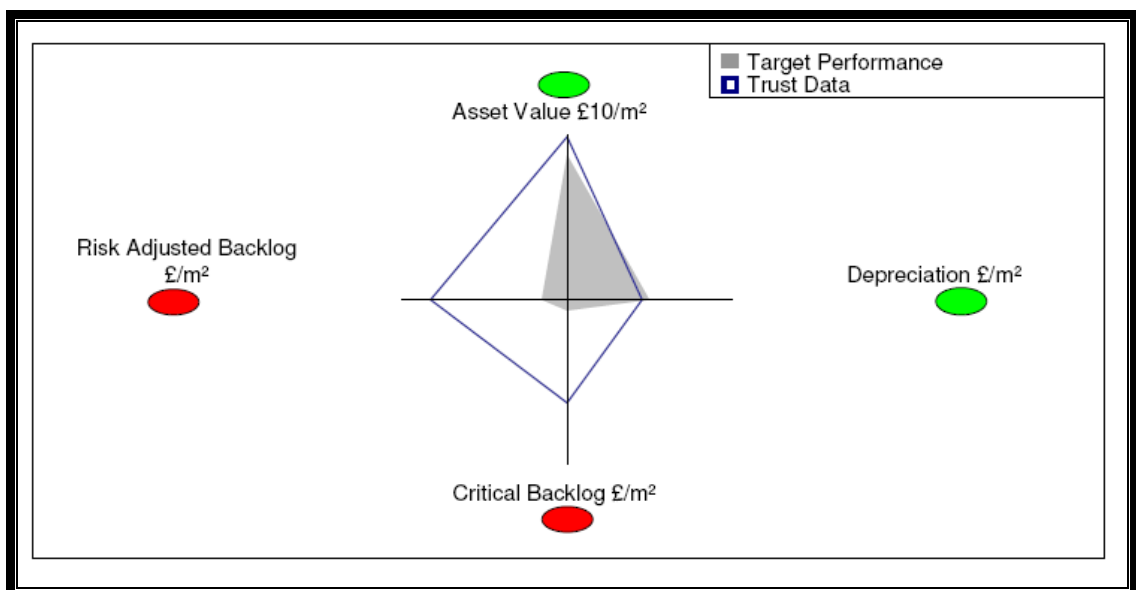 Target Performance
Trust Data
Asset Value £10/m²
Risk Adjusted Backlog
£/m²
Depreciation £/m²
Critical Backlog £/m²